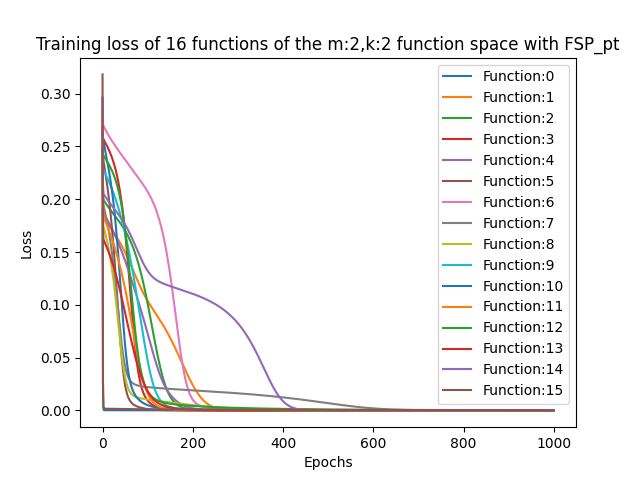 Training loss of 16 functions of the m:2,k:2 function space with FSP_pt
Loss
0.30
0.25
0.20
0.15
0.10
0.05
0.00
0
200
400
600
800
1000
Epochs
Function:0
Function:1
Function:2
Function:3
Function:4
Function:5
Function:6
Function:7
Function:8
Function:9
Function:10
Function:11
Function:12
Function:13
Function:14
Function:15